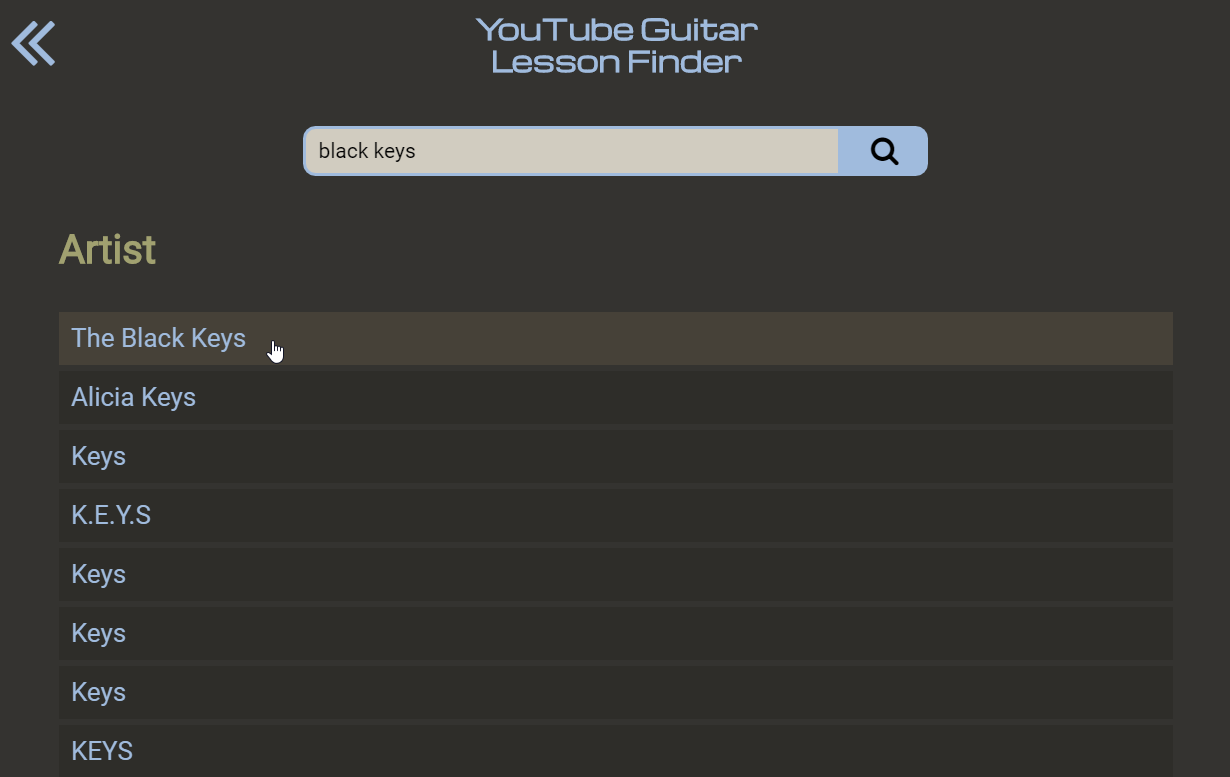 YouTube Guitar
Lesson Finder
black keys
Artist
The Black Keys
Alicia Keys
Keys
K.E.Y.S
Keys
Keys
Keys
KEYS